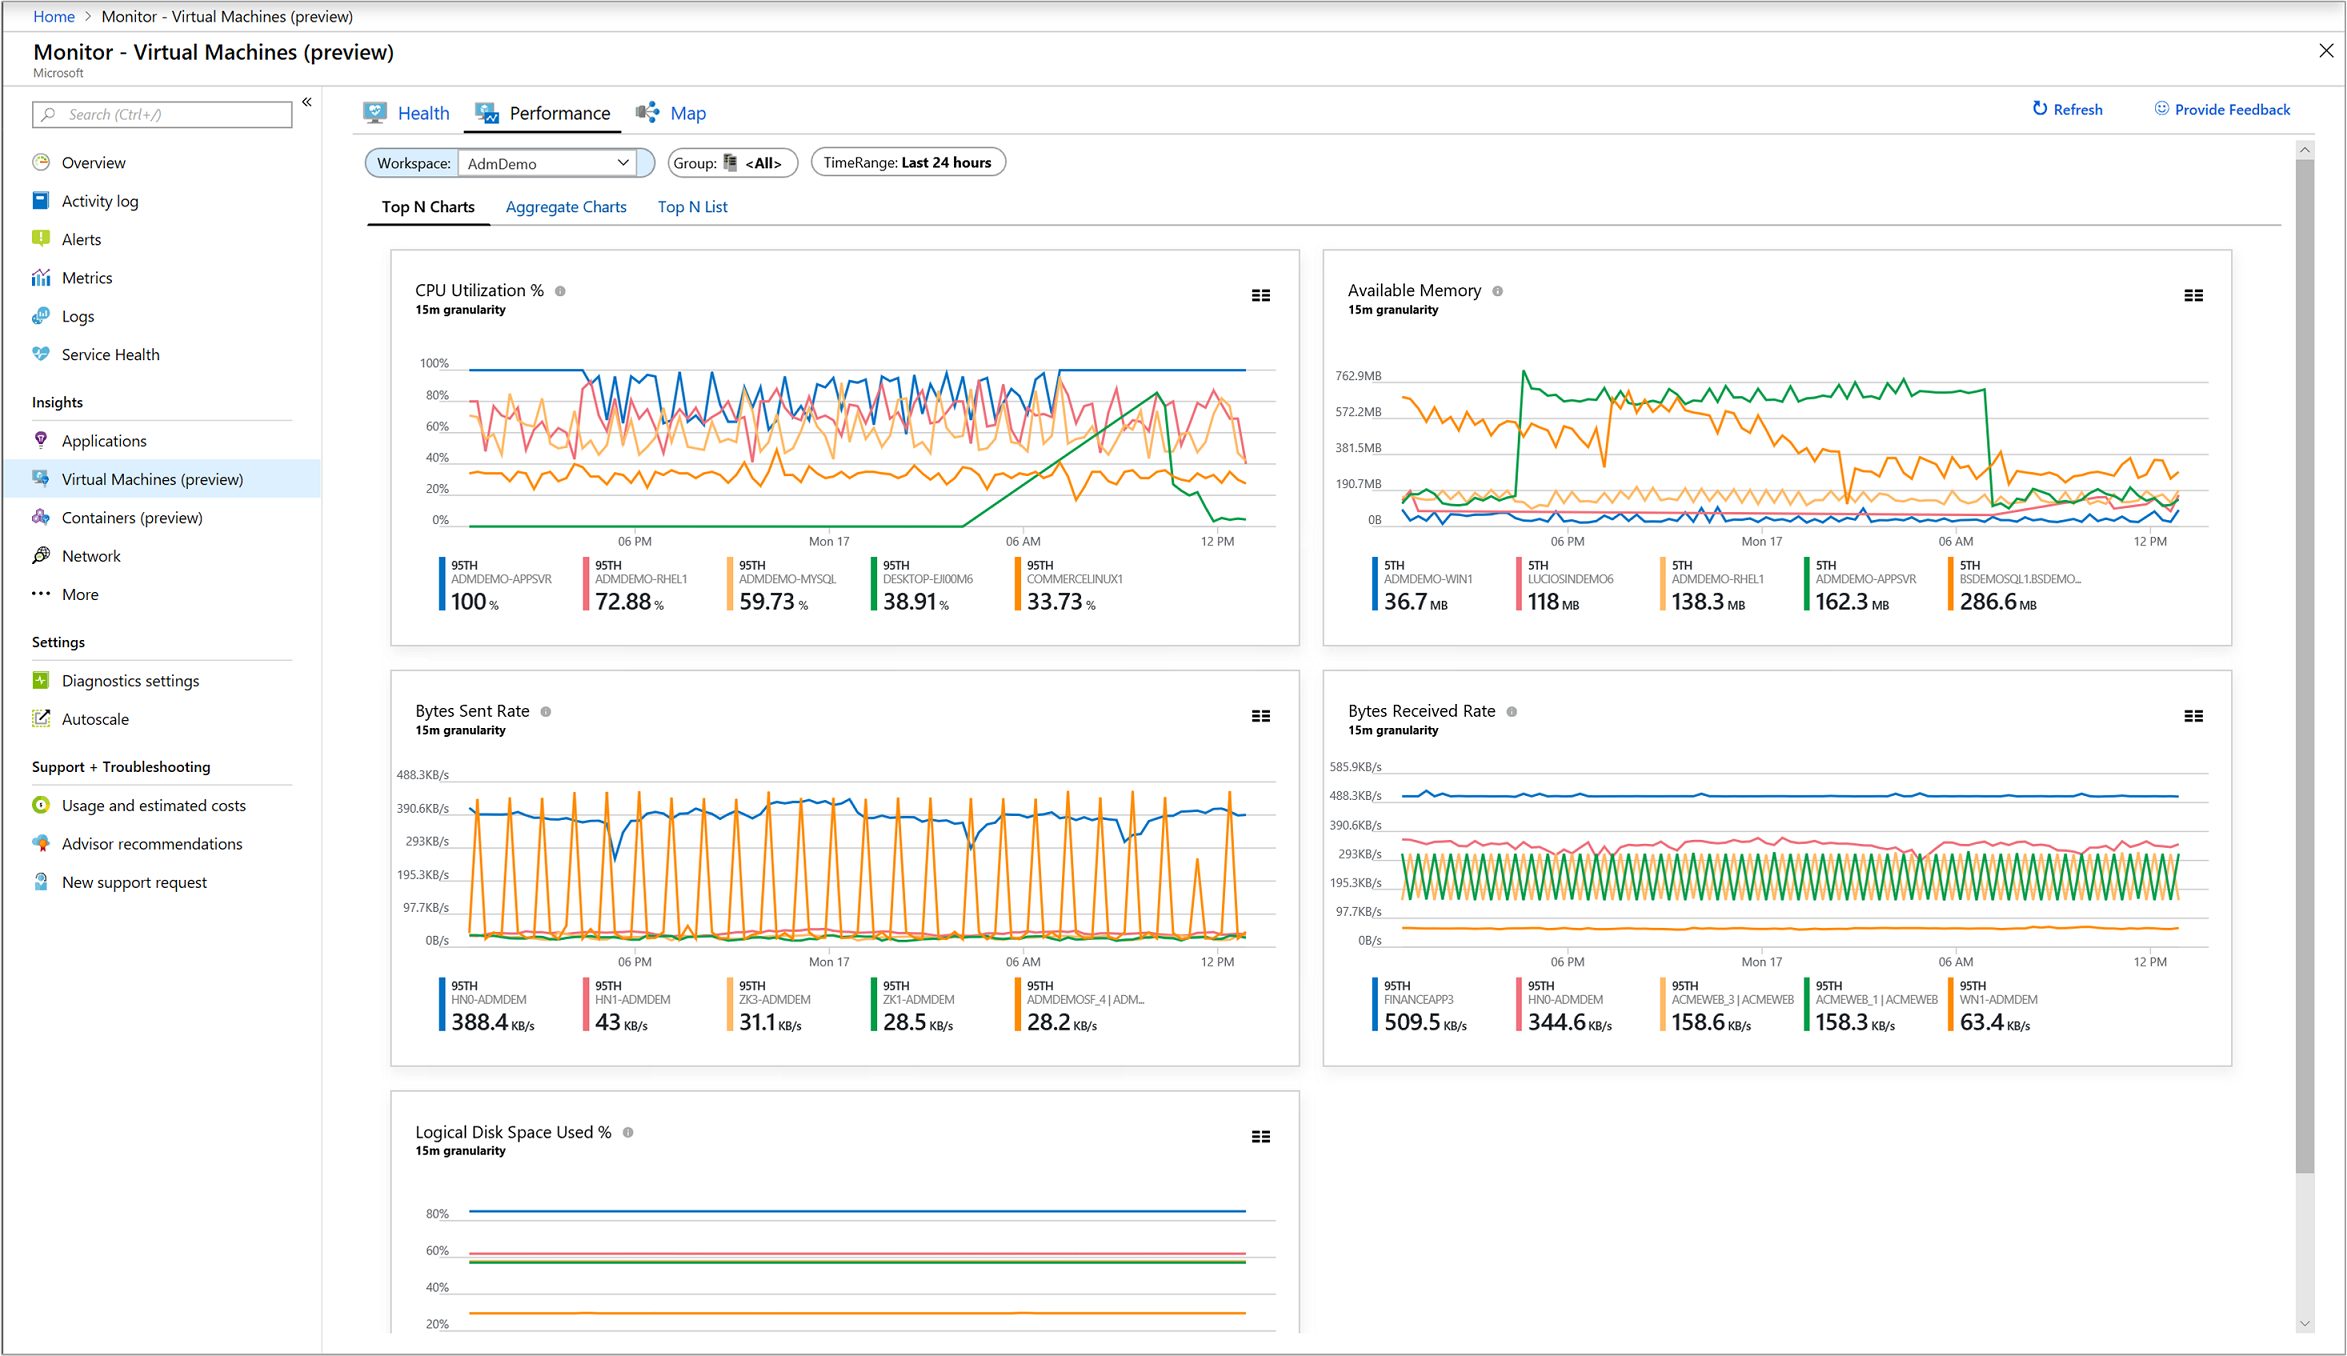 Home > Monitor - Virtual Machines (preview)
Monitor - Virtual Machines (preview)
Microsoft
Search (Ctrl+/)
«
Overview
Activity log
Alerts
Metrics
Logs
Service Health
Insights
Applications
Virtual Machines (preview)
Containers (preview)
Network
More
Settings
Diagnostics settings
Autoscale
Support + Troubleshooting
Usage and estimated costs
Advisor recommendations
New support request
Health Performance Map
Refresh Provide Feedback
Workspace: AdmDemo Group: <All> TimeRange: Last 24 hours
Top N Charts Aggregate Charts Top N List
CPU Utilization %
15m granularity
100%
80%
60%
40%
20%
0%
06 PM Mon 17 06 AM 12 PM
95TH 95TH 95TH 95TH 95TH
ADMDEMO-APPSVR ADMDEMO-RHEL1 ADMDEMO-MYSQL DESKTOP-EJI00M6 COMMERCELINUX1
100 % 72.88 % 59.73 % 38.91 % 33.73 %
Available Memory
15m granularity
762.9MB
572.2MB
381.5MB
190.7MB
0B
06 PM Mon 17 06 AM 12 PM
5TH 5TH 5TH 5TH 5TH
ADMDEMO-WIN1 LUCIOSINDEMO6 ADMDEMO-RHEL1 ADMDEMO-APPSVR BSDEMOSQL1.BSDEMO...
36.7 MB 118 MB 138.3 MB 162.3 MB 286.6 MB
Bytes Sent Rate
15m granularity
488.3KB/s
390.6KB/s
293KB/s
195.3KB/s
97.7KB/s
0B/s
06 PM Mon 17 06 AM 12 PM
95TH 95TH 95TH 95TH 95TH
HN0-ADMDEM HN1-ADMDEM ZK3-ADMDEM ZK1-ADMDEM ADMDEMOSF_4 | ADM...
388.4 KB/s 43 KB/s 31.1 KB/s 28.5 KB/s 28.2 KB/s
Bytes Received Rate
15m granularity
585.9KB/s
488.3KB/s
390.6KB/s
293KB/s
195.3KB/s
97.7KB/s
0B/s
06 PM Mon 17 06 AM 12 PM
95TH 95TH 95TH 95TH 95TH
FINANCEAPP3 HN0-ADMDEM ACMEWEB_3 | ACMEWEB ACMEWEB_1 | ACMEWEB WN1-ADMDEM
509.5 KB/s 344.6 KB/s 158.6 KB/s 158.3 KB/s 63.4 KB/s
Logical Disk Space Used %
15m granularity
80%
60%
40%
20%